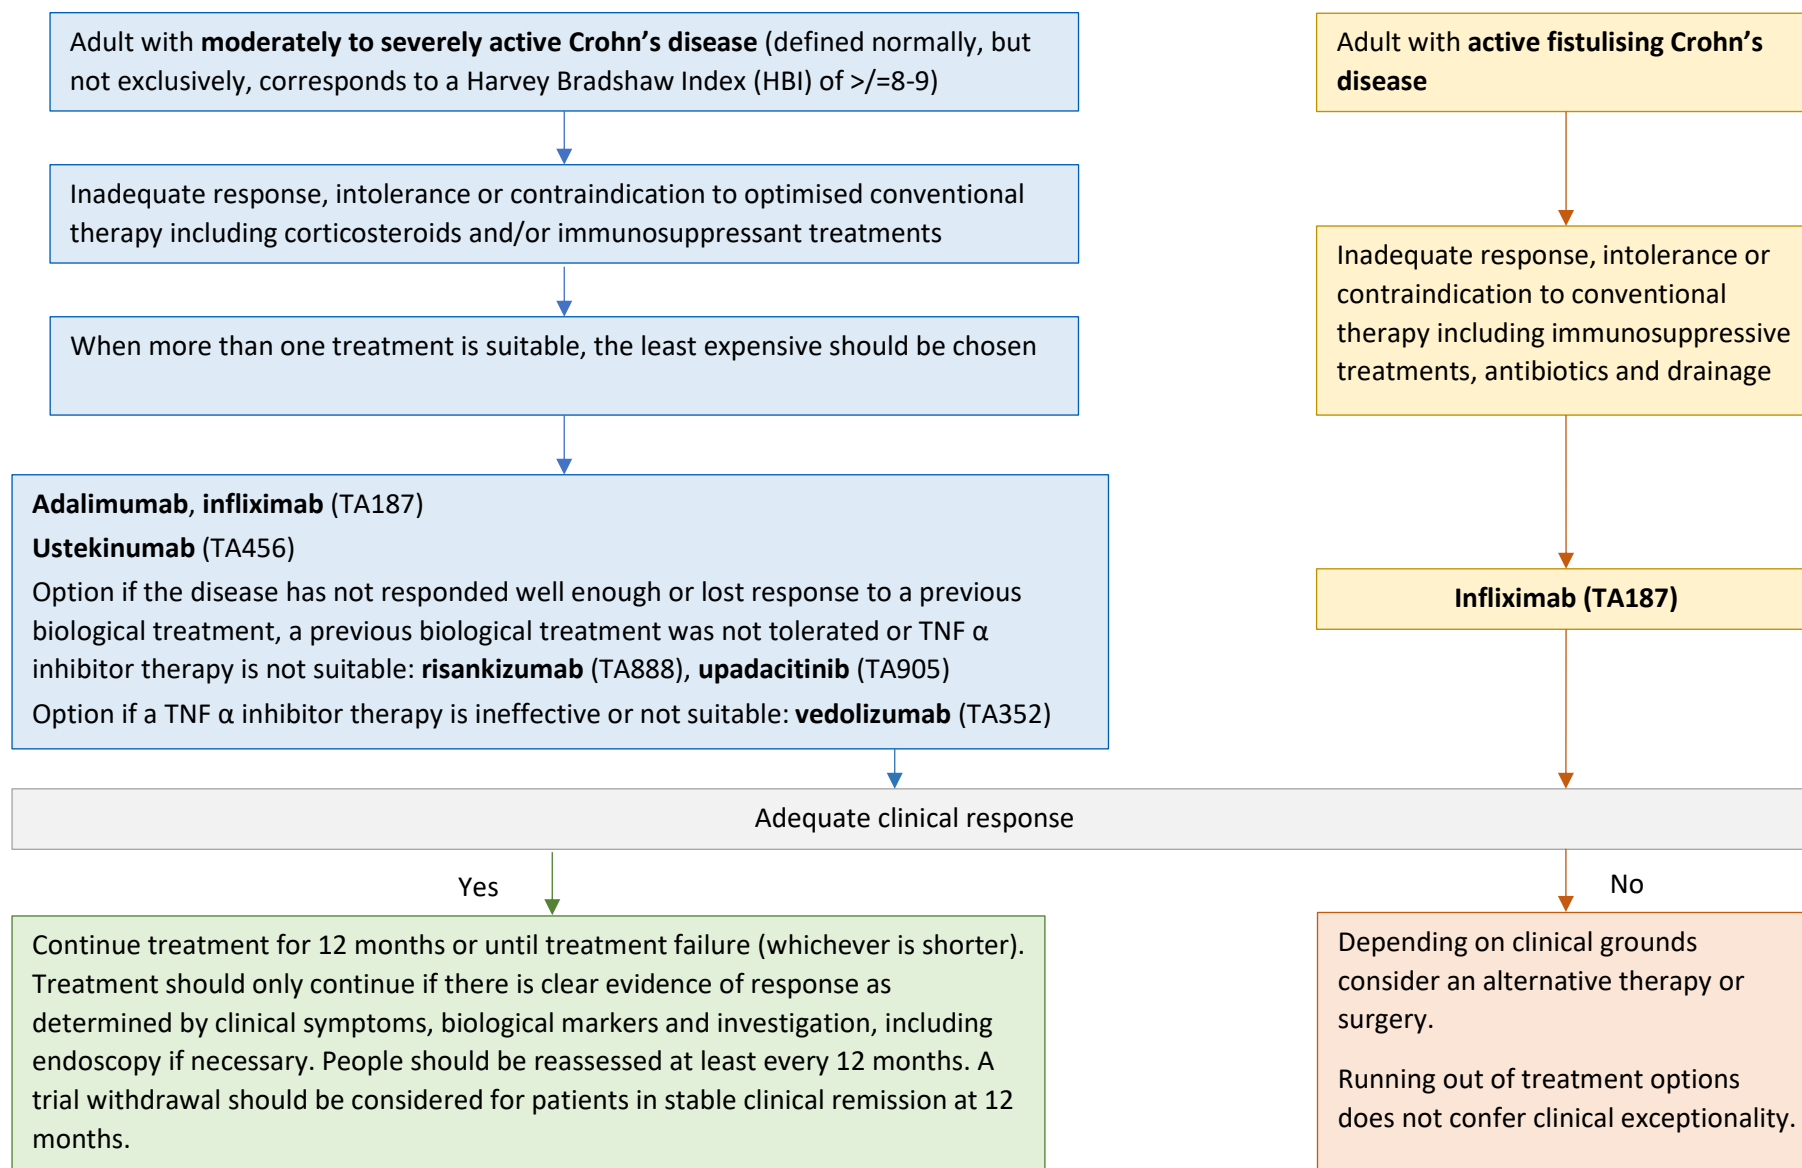 Adult with moderately to severely active Crohn’s disease (defined normally, but
not exclusively, corresponds to a Harvey Bradshaw Index (HBI) of >/=8-9)
Inadequate response, intolerance or contraindication to optimised conventional
therapy including corticosteroids and/or immunosuppressant treatments
When more than one treatment is suitable, the least expensive should be chosen
Adalimumab, infliximab (TA187)
Ustekinumab (TA456)
Option if the disease has not responded well enough or lost response to a previous
biological treatment, a previous biological treatment was not tolerated or TNF α
inhibitor therapy is not suitable: risankizumab (TA888), upadacitinib (TA905)
Option if a TNF α inhibitor therapy is ineffective or not suitable: vedolizumab (TA352)
Adult with active fistulising Crohn’s
disease
Inadequate response, intolerance or
contraindication to conventional
therapy including immunosuppressive
treatments, antibiotics and drainage
Infliximab (TA187)
Adequate clinical response
Yes
Continue treatment for 12 months or until treatment failure (whichever is shorter).
Treatment should only continue if there is clear evidence of response as
determined by clinical symptoms, biological markers and investigation, including
endoscopy if necessary. People should be reassessed at least every 12 months. A
trial withdrawal should be considered for patients in stable clinical remission at 12
months.
No
Depending on clinical grounds
consider an alternative therapy or
surgery.
Running out of treatment options
does not confer clinical exceptionality.